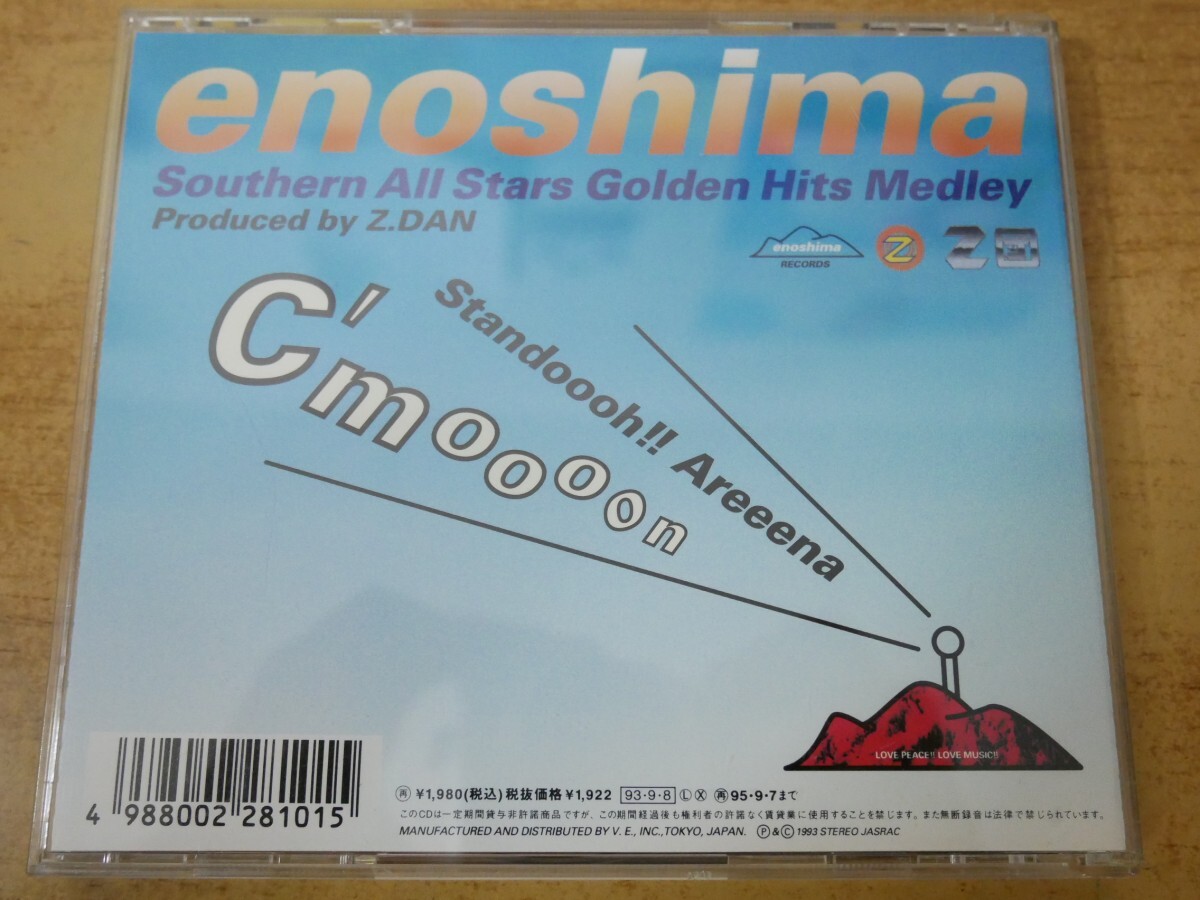 enoshima
Southern All Stars Golden Hits Medley
Produced by Z.DAN
enoshima
RECORDS
Z
Z団
C'mooooon
Standoooh!! Areeena
LOVE PEACE!! LOVE MUSIC!!
4 988002 281015
再 ¥1,980(税込)税抜価格¥1,922 93・9・8 Ⓛ Ⓧ 再95・9・7まで
このCDは一定期間貸与非許諾商品ですが、この期間経過後も権利者の許諾なく賃貸業に使用することを禁じます。また無断録音は法律で禁じられています。
MANUFACTURED AND DISTRIBUTED BY V. E., INC.,TOKYO, JAPAN. Ⓟ&Ⓒ 1993 STEREO JASRAC